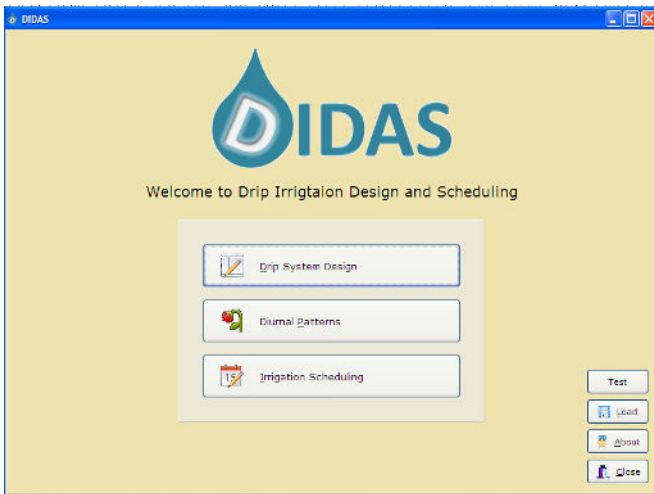 DIDAS
DIDAS
Welcome to Drip Irrigtaion Design and Scheduling
Drip System Design
Diurnal Patterns
15
Irrigation Scheduling
Test
Load
About
Close